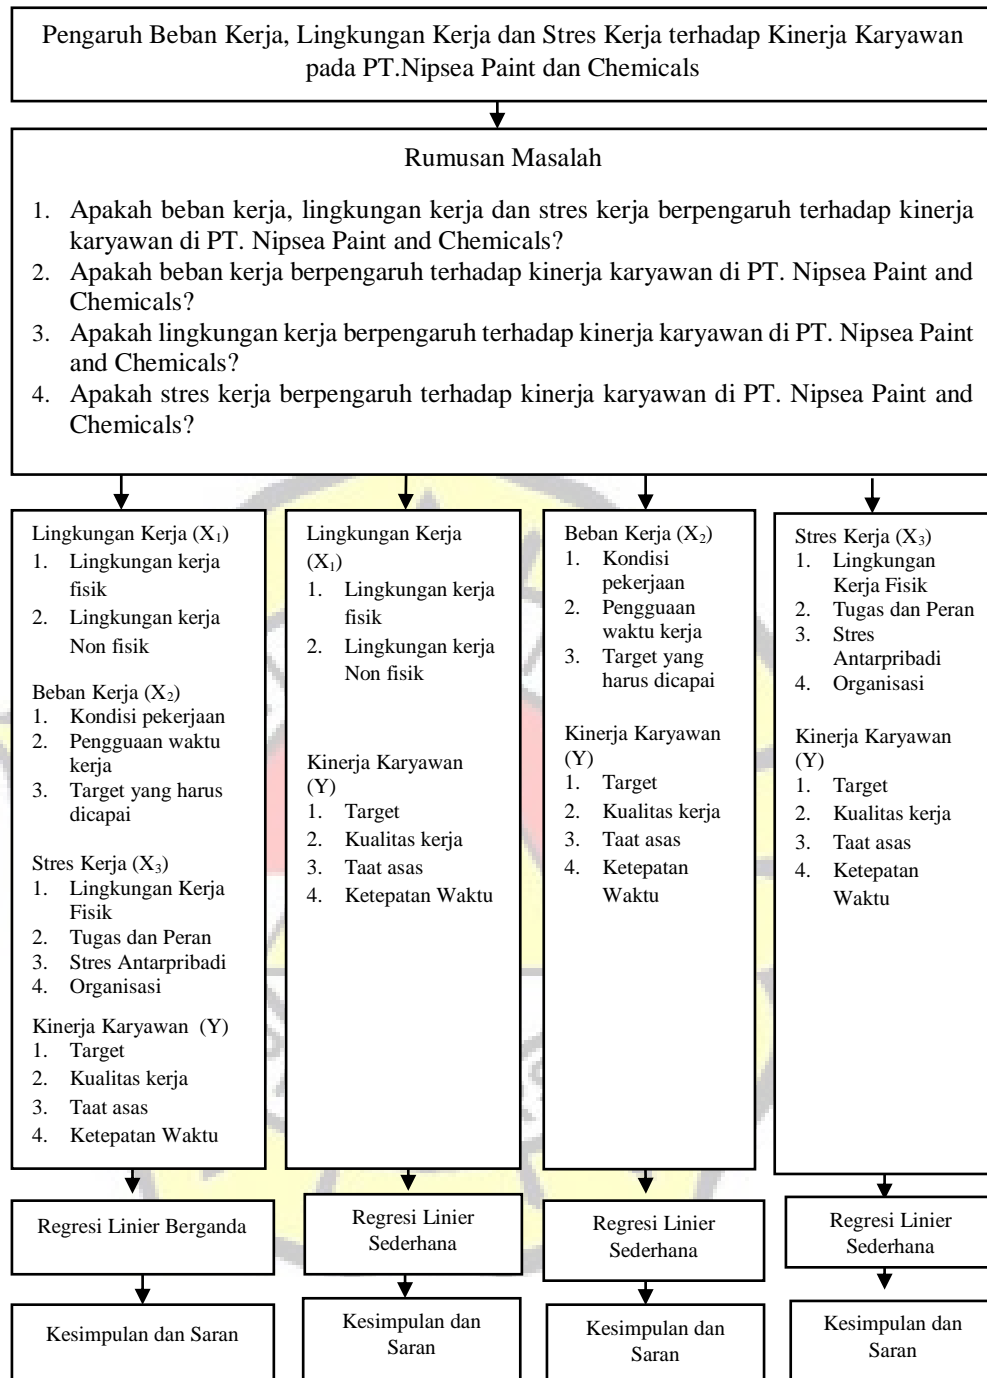 Pengaruh Beban Kerja, Lingkungan Kerja dan Stres Kerja terhadap Kinerja Karyawan
pada PT.Nipsea Paint dan Chemicals
Rumusan Masalah
1. Apakah beban kerja, lingkungan kerja dan stres kerja berpengaruh terhadap kinerja
karyawan di PT. Nipsea Paint and Chemicals?
2. Apakah beban kerja berpengaruh terhadap kinerja karyawan di PT. Nipsea Paint and
Chemicals?
3. Apakah lingkungan kerja berpengaruh terhadap kinerja karyawan di PT. Nipsea Paint
and Chemicals?
4. Apakah stres kerja berpengaruh terhadap kinerja karyawan di PT. Nipsea Paint and
Chemicals?
Lingkungan Kerja (X₁)
1. Lingkungan kerja
fisik
2. Lingkungan kerja
Non fisik
Beban Kerja (X₂)
1. Kondisi pekerjaan
2. Pengguaan waktu
kerja
3. Target yang harus
dicapai
Stres Kerja (X₃)
1. Lingkungan Kerja
Fisik
2. Tugas dan Peran
3. Stres Antarpribadi
4. Organisasi
Kinerja Karyawan (Y)
1. Target
2. Kualitas kerja
3. Taat asas
4. Ketepatan Waktu
Regresi Linier Berganda
Kesimpulan dan Saran
Lingkungan Kerja
(X₁)
1. Lingkungan kerja
fisik
2. Lingkungan kerja
Non fisik
Kinerja Karyawan
(Y)
1. Target
2. Kualitas kerja
3. Taat asas
4. Ketepatan Waktu
Regresi Linier
Sederhana
Kesimpulan dan
Saran
Beban Kerja (X₂)
1. Kondisi
pekerjaan
2. Pengguaan
waktu kerja
3. Target yang
harus dicapai
Kinerja Karyawan
(Y)
1. Target
2. Kualitas kerja
3. Taat asas
4. Ketepatan
Waktu
Regresi Linier
Sederhana
Kesimpulan dan
Saran
Stres Kerja (X₃)
1. Lingkungan
Kerja Fisik
2. Tugas dan Peran
3. Stres
Antarpribadi
4. Organisasi
Kinerja Karyawan
(Y)
1. Target
2. Kualitas kerja
3. Taat asas
4. Ketepatan
Waktu
Regresi Linier
Sederhana
Kesimpulan dan
Saran